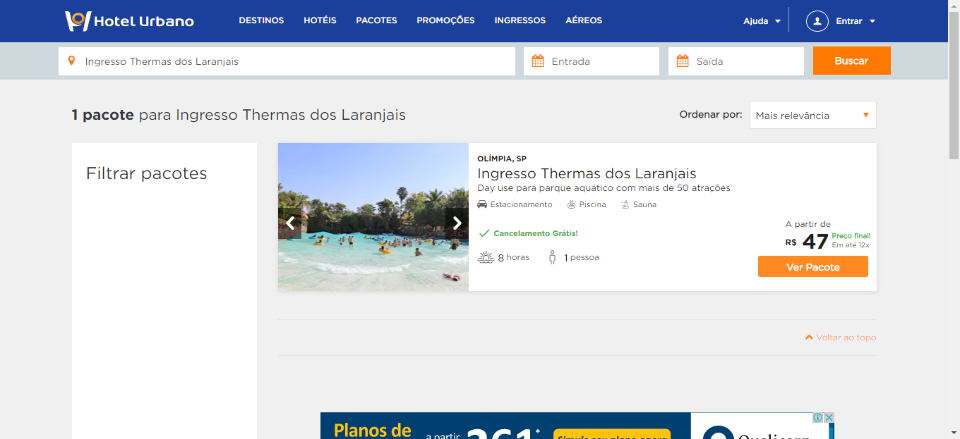 Hotel Urbano
DESTINOS HOTÉIS PACOTES PROMOÇÕES INGRESSOS AÉREOS
Ajuda Entrar
Ingresso Thermas dos Laranjais
Entrada
Saída
Buscar
1 pacote para Ingresso Thermas dos Laranjais
Ordenar por: Mais relevância
Filtrar pacotes
OLÍMPIA, SP
Ingresso Thermas dos Laranjais
Day use para parque aquático com mais de 50 atrações
Estacionamento Piscina Sauna
Cancelamento Grátis!
8 horas 1 pessoa
A partir de
R$ 47 Preço final!
Em até 12x
Ver Pacote
Voltar ao topo
Planos de
a partir
261*
Simule seu plano agora
Qualicorp